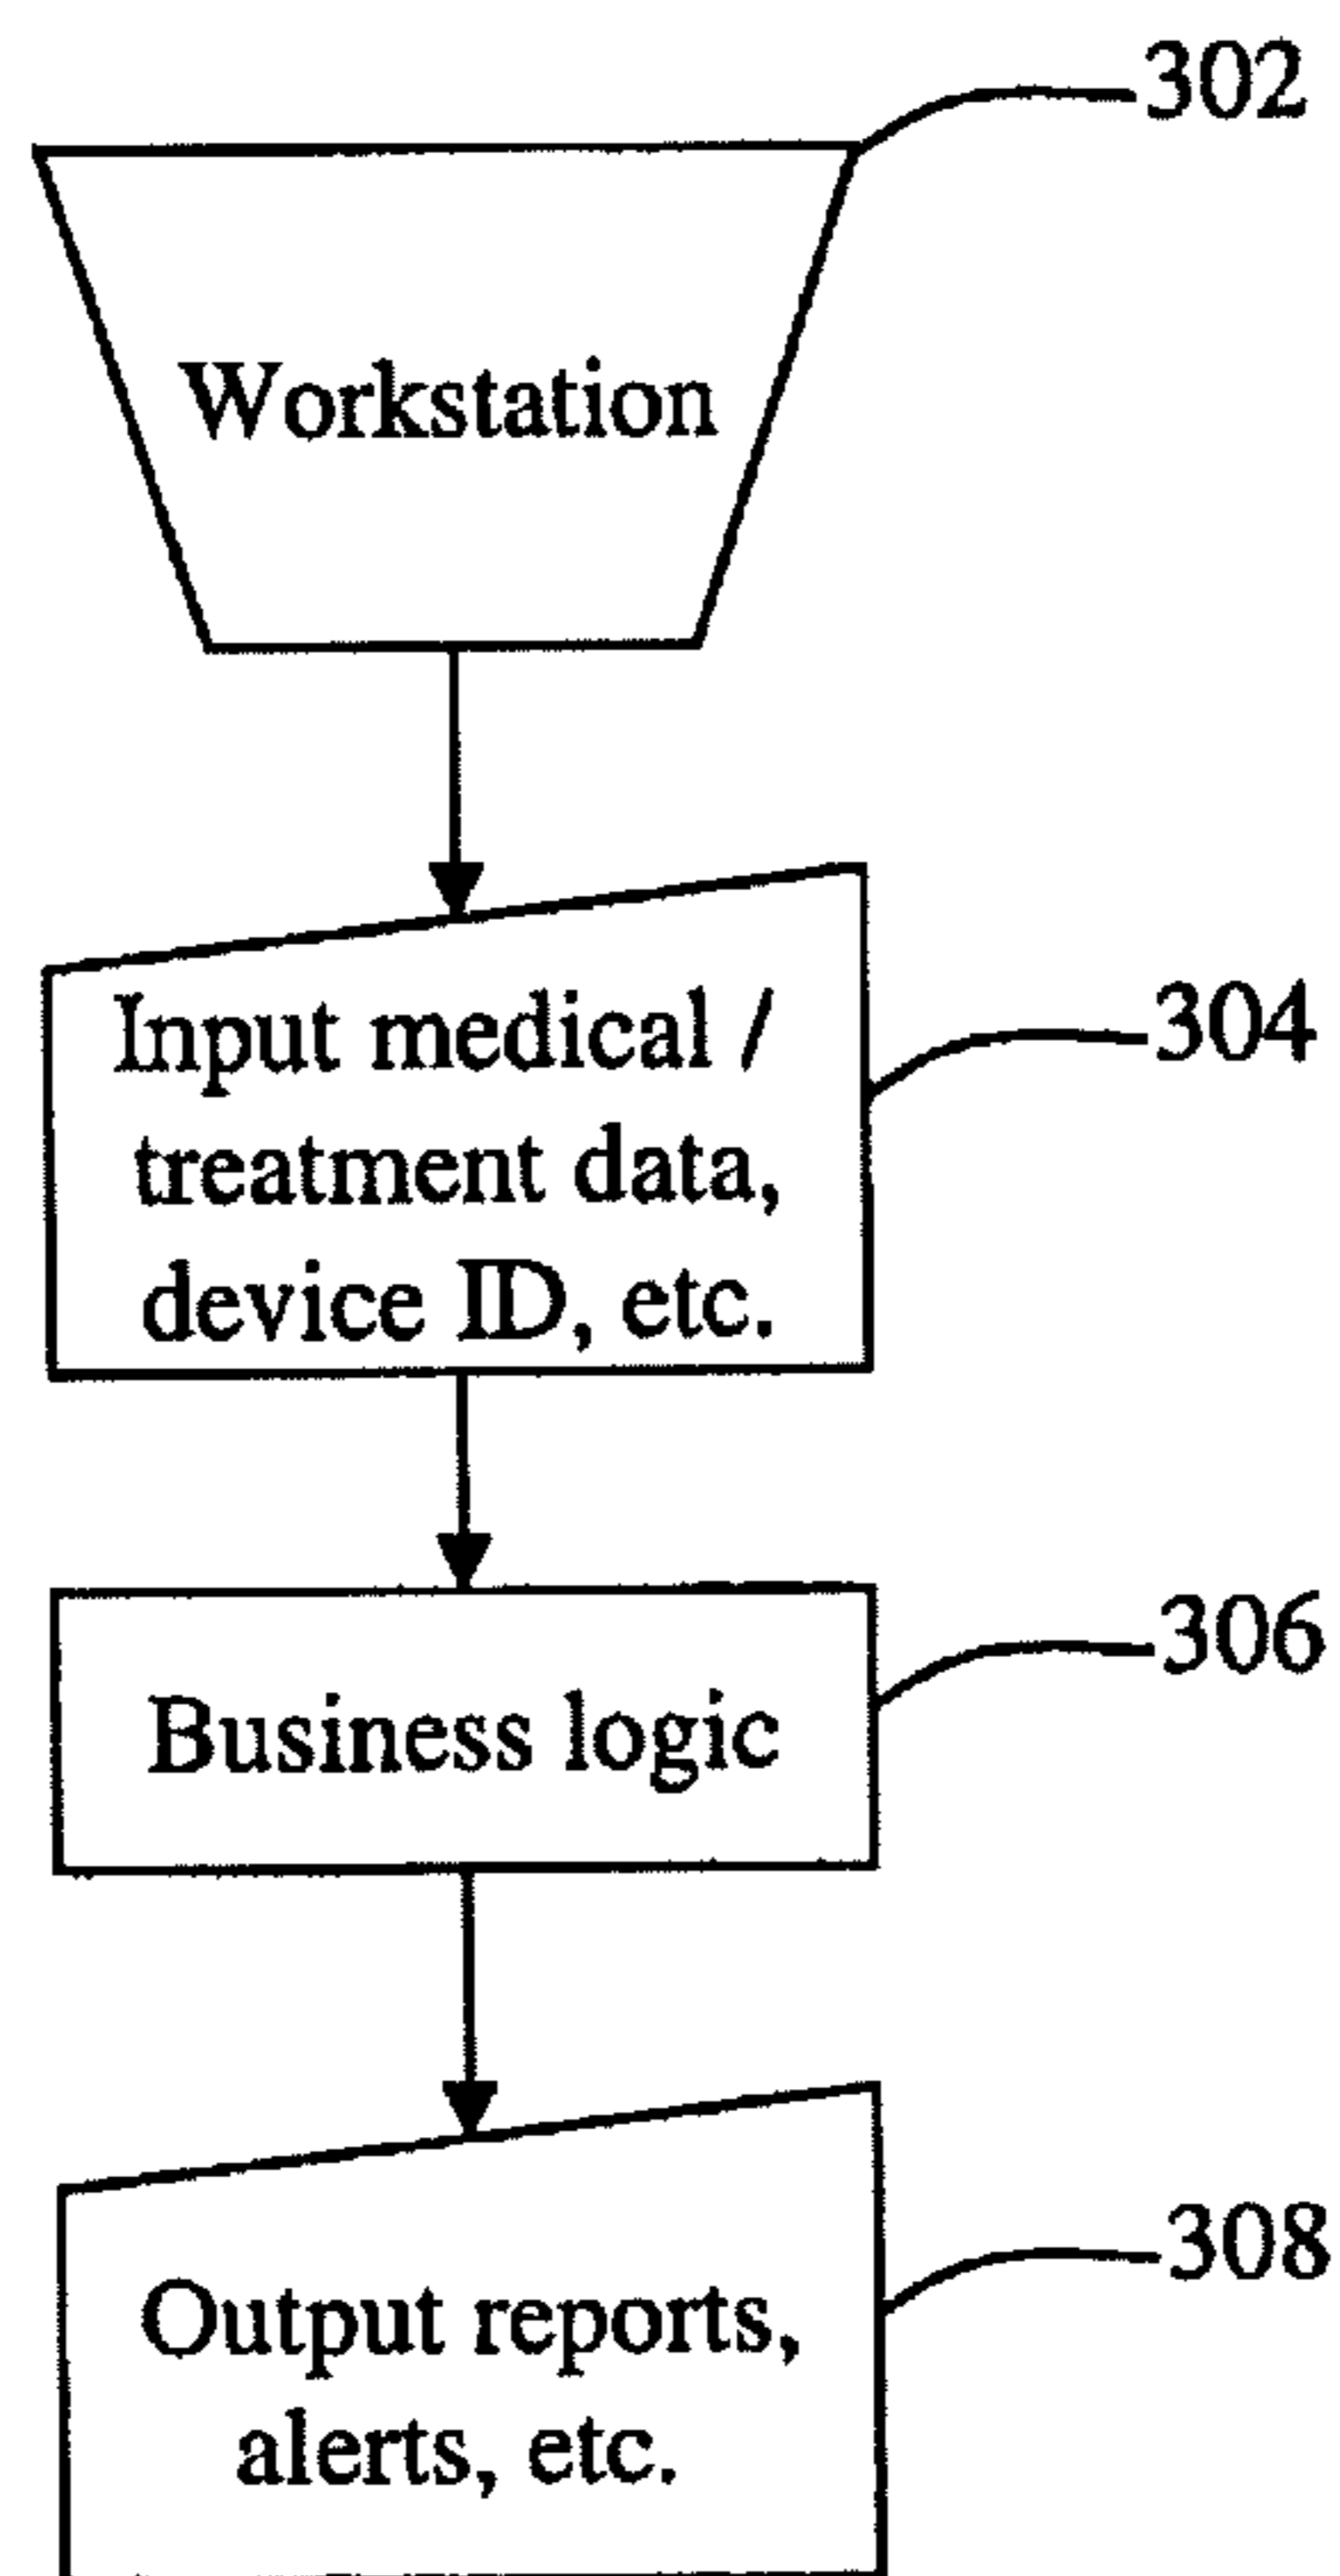 302
Workstation
304
Input medical /
treatment data,
device ID, etc.
306
Business logic
308
Output reports,
alerts, etc.